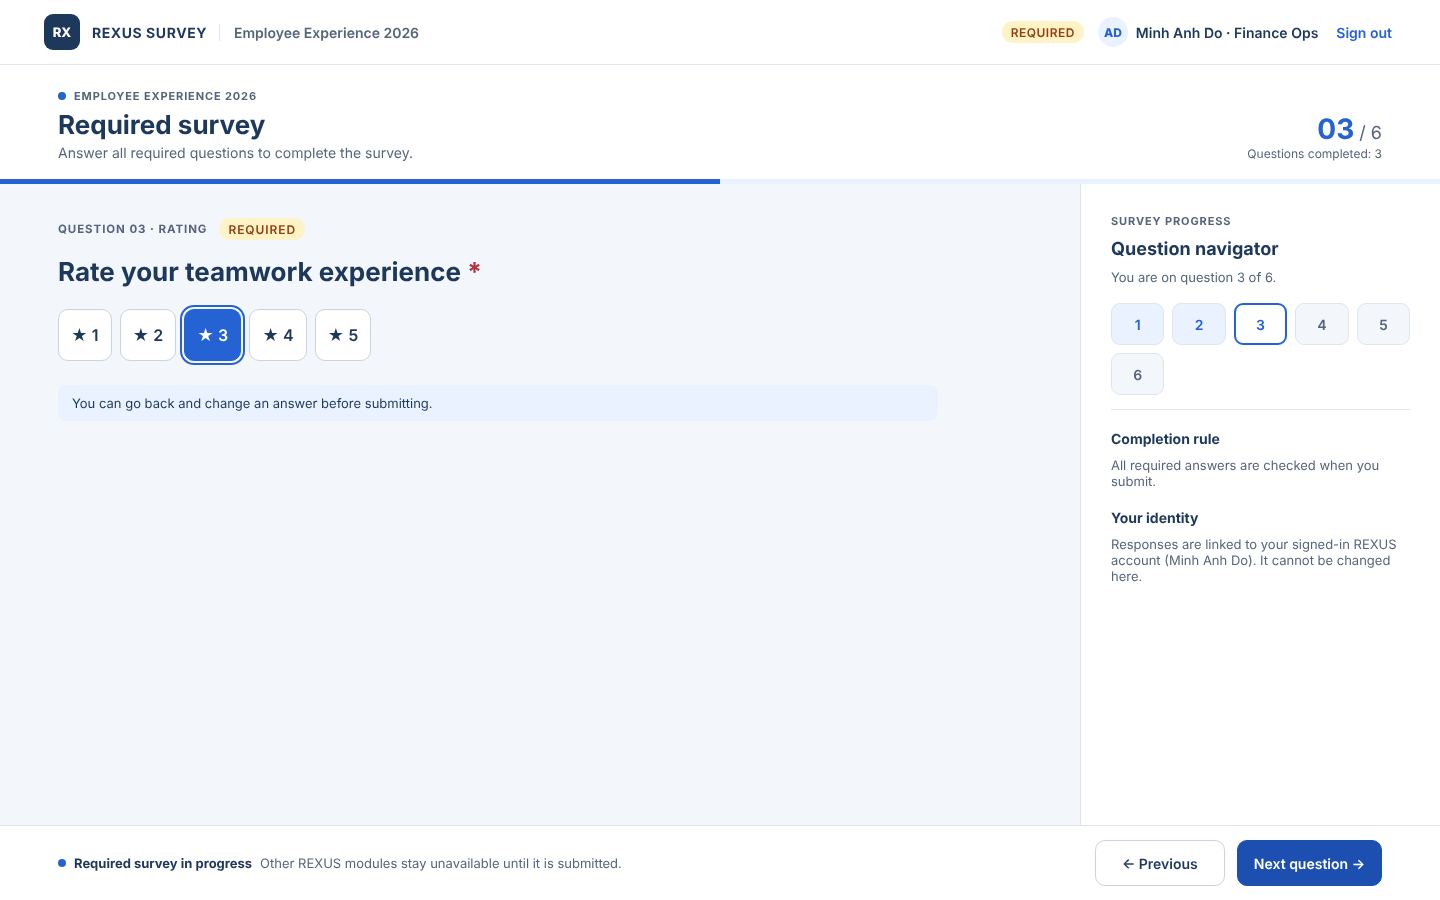 RX REXUS SURVEY Employee Experience 2026 REQUIRED AD Minh Anh Do · Finance Ops Sign out
EMPLOYEE EXPERIENCE 2026
Required survey
Answer all required questions to complete the survey.
03 / 6
Questions completed: 3
QUESTION 03 · RATING REQUIRED
Rate your teamwork experience *
★ 1 ★ 2 ★ 3 ★ 4 ★ 5
You can go back and change an answer before submitting.
SURVEY PROGRESS
Question navigator
You are on question 3 of 6.
1 2 3 4 5
6
Completion rule
All required answers are checked when you
submit.
Your identity
Responses are linked to your signed-in REXUS
account (Minh Anh Do). It cannot be changed
here.
Required survey in progress Other REXUS modules stay unavailable until it is submitted.
← Previous Next question →